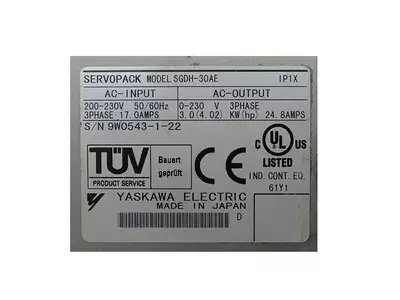 SERVOPACK MODEL SGDH-30AE IP1X
AC-INPUT AC-OUTPUT
200-230V 50/60Hz 0-230 V 3PHASE
3PHASE 17.0AMPS 3.0(4.02) KW(hp) 24.8AMPS
S/N 9W0543-1-22
TÜV
PRODUCT SERVICE
Bauart
geprüft
CE
C UL US
LISTED
IND. CONT. EQ.
61Y1
YASKAWA ELECTRIC
MADE IN JAPAN
D